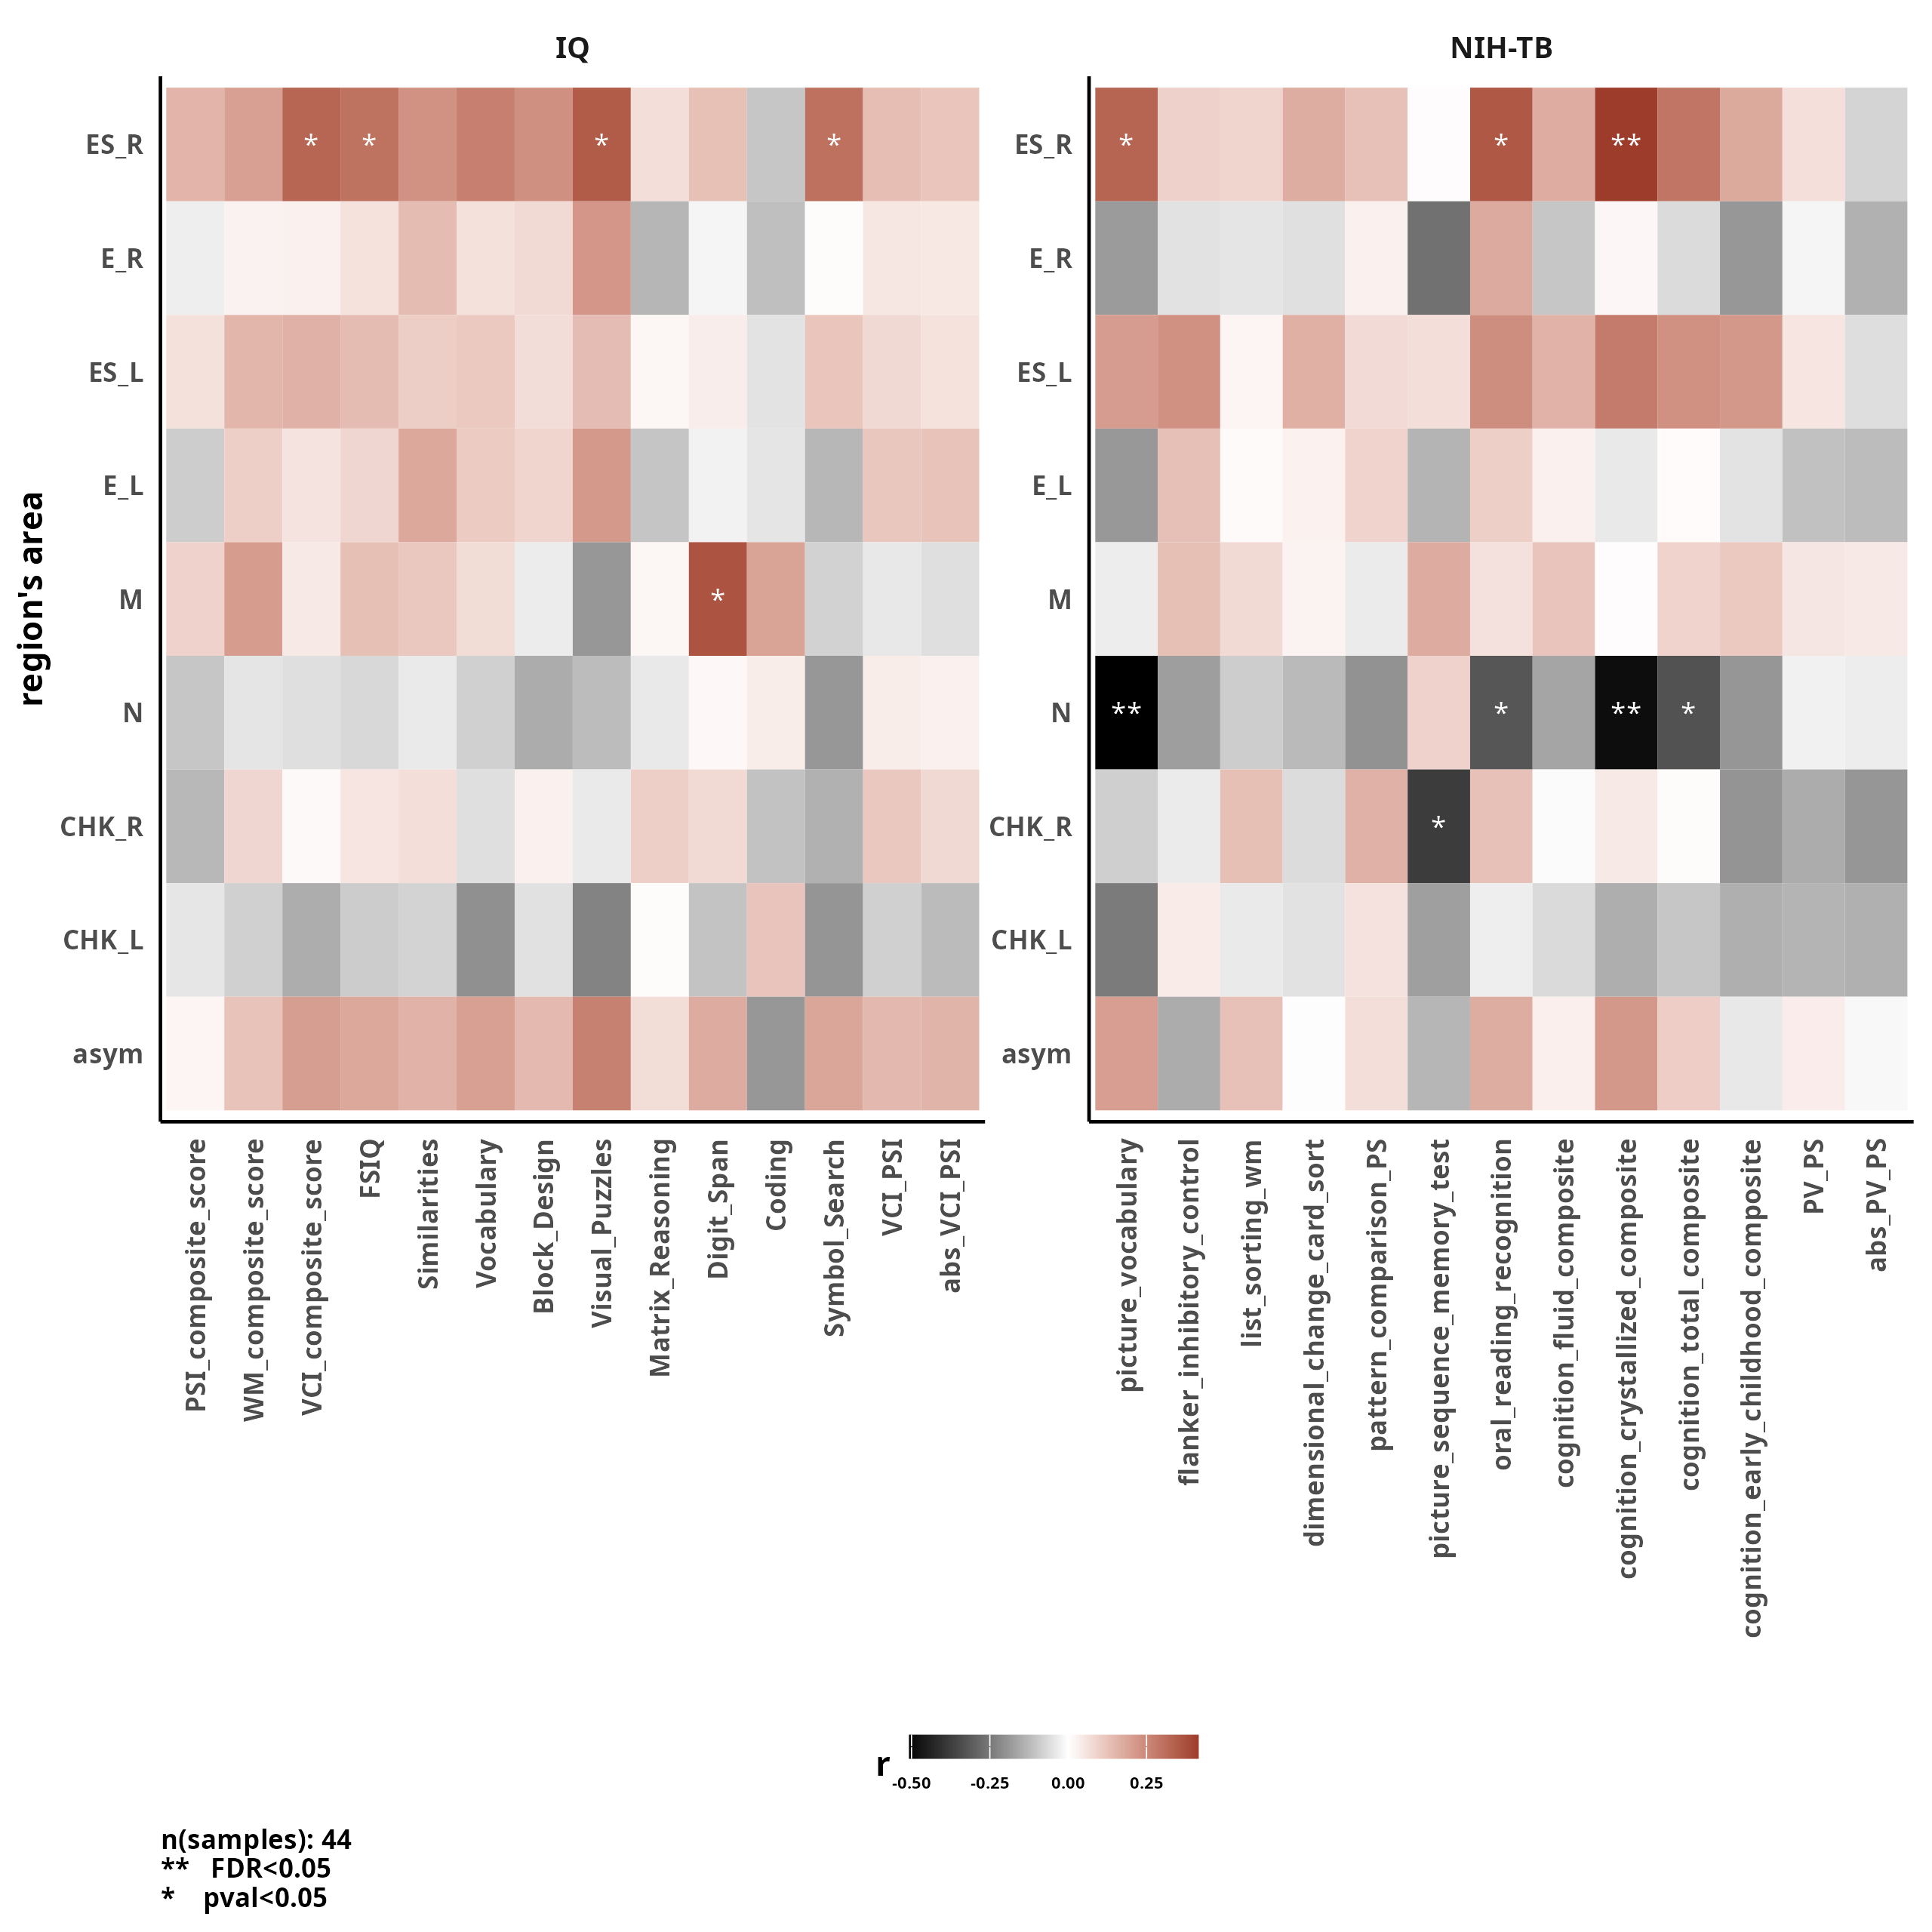 IQ
NIH-TB
region's area
ES_R
*
*
*
*
ES_R
*
*
**
E_R
E_R
ES_L
ES_L
E_L
E_L
M
*
M
N
N
**
*
**
*
CHK_R
CHK_R
*
CHK_L
CHK_L
asym
asym
PSI_composite_score
WM_composite_score
VCI_composite_score
FSIQ
Similarities
Vocabulary
Block_Design
Visual_Puzzles
Matrix_Reasoning
Digit_Span
Coding
Symbol_Search
VCI_PSI
abs_VCI_PSI
picture_vocabulary
flanker_inhibitory_control
list_sorting_wm
dimensional_change_card_sort
pattern_comparison_PS
picture_sequence_memory_test
oral_reading_recognition
cognition_fluid_composite
cognition_crystallized_composite
cognition_total_composite
cognition_early_childhood_composite
PV_PS
abs_PV_PS
r
-0.50 -0.25 0.00 0.25
n(samples): 44
** FDR<0.05
* pval<0.05